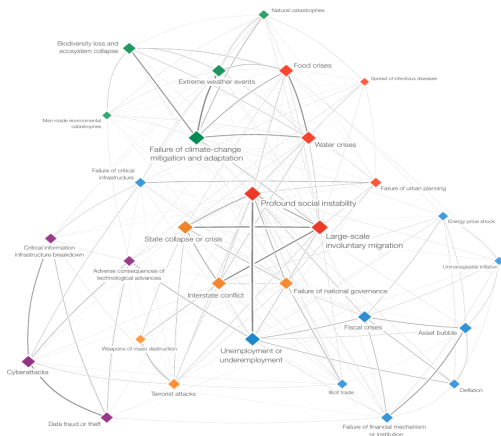 Natural catastrophes
Biodiversity loss and
ecosystem collapse
Food crises
Extreme weather events
Spread of infectious diseases
Man-made environmental
catastrophes
Failure of climate-change
mitigation and adaptation
Water crises
Failure of critical
infrastructure
Failure of urban planning
Profound social instability
Energy price shock
State collapse or crisis
Large-scale
involuntary migration
Critical information
infrastructure breakdown
Adverse consequences of
technological advances
Unmanageable inflation
Interstate conflict
Failure of national governance
Fiscal crises
Asset bubble
Weapons of mass destruction
Unemployment or
underemployment
Cyberattacks
Terrorist attacks
Illicit trade
Deflation
Data fraud or theft
Failure of financial mechanism
or institution